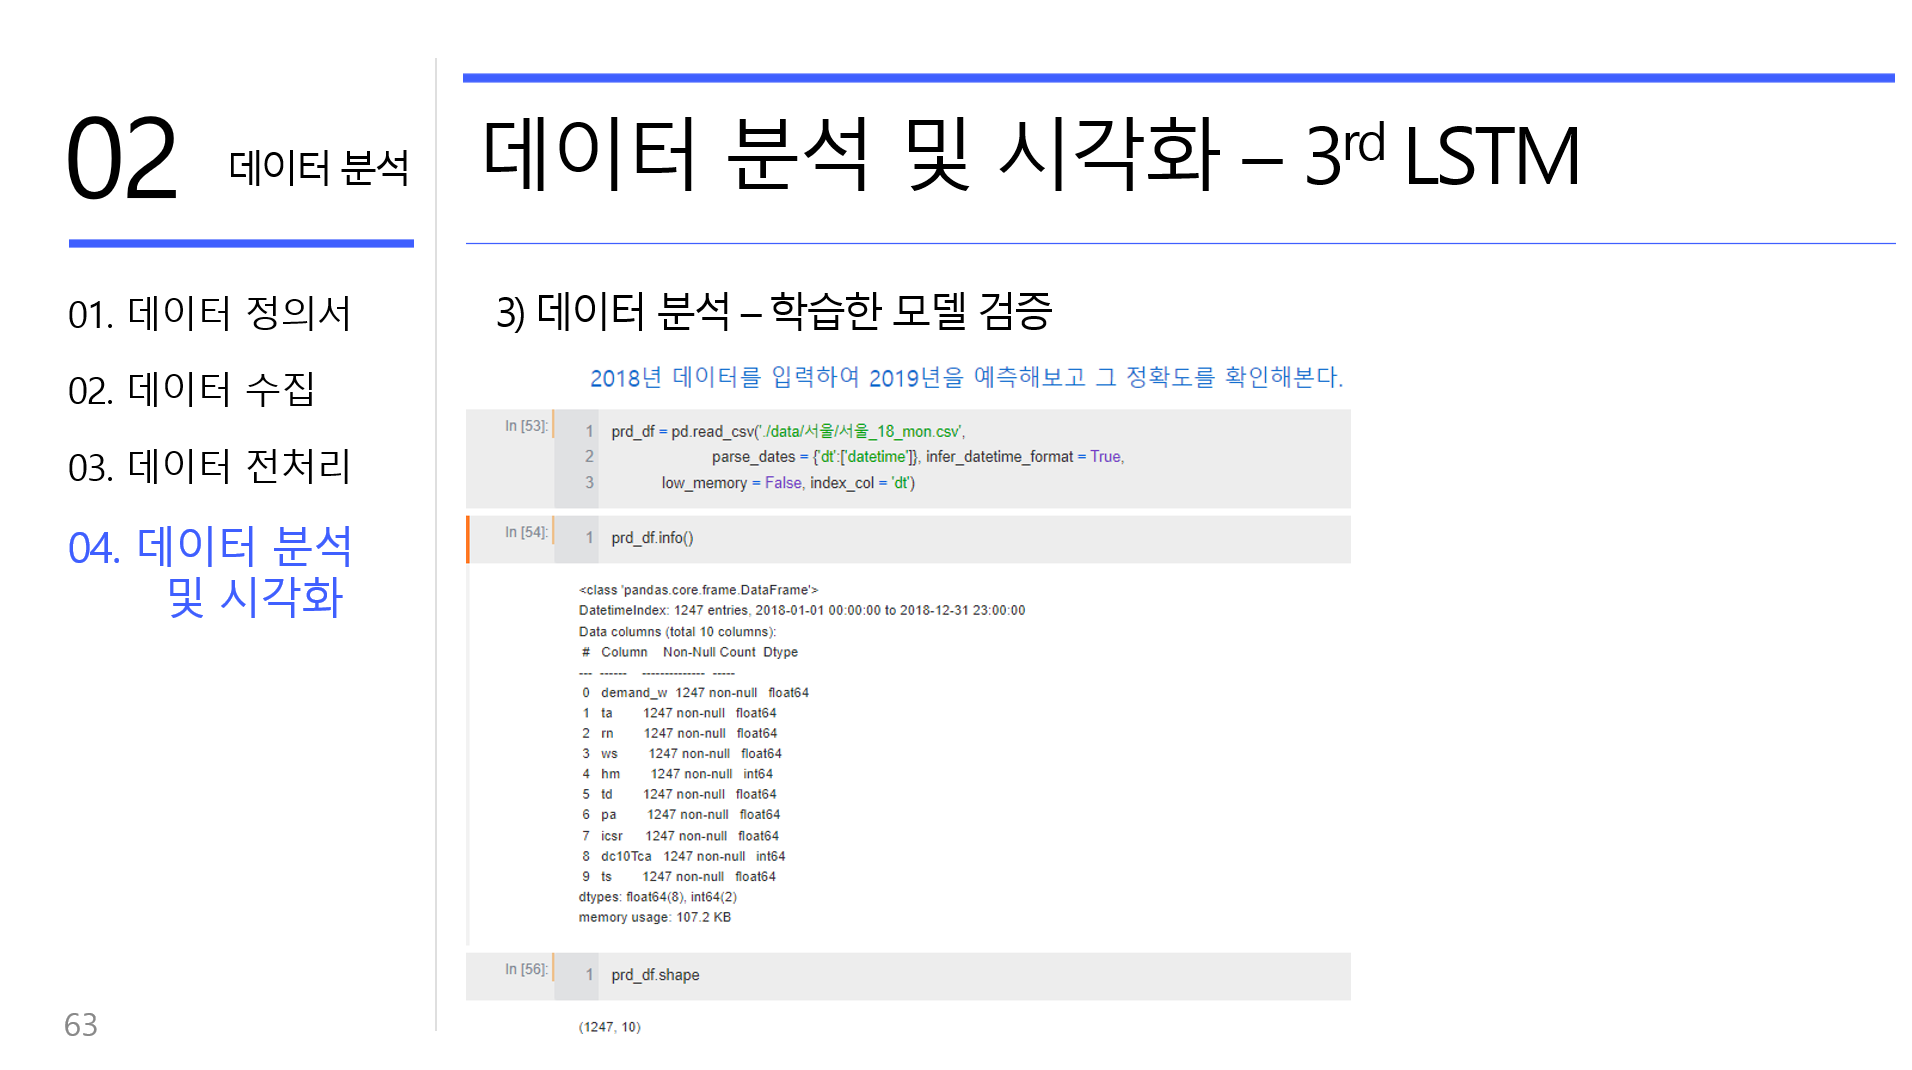 02 데이터 분석
01. 데이터 정의서
02. 데이터 수집
03. 데이터 전처리
04. 데이터 분석
및 시각화
63
데이터 분석 및 시각화 – 3rd LSTM
3) 데이터 분석 – 학습한 모델 검증
2018년 데이터를 입력하여 2019년을 예측해보고 그 정확도를 확인해본다.
In [53]: 1 prd_df = pd.read_csv('./data/서울/서울_18_mon.csv',
2 parse_dates = {'dt':['datetime']}, infer_datetime_format = True,
3 low_memory = False, index_col = 'dt')
In [54]: 1 prd_df.info()
<class 'pandas.core.frame.DataFrame'>
DatetimeIndex: 1247 entries, 2018-01-01 00:00:00 to 2018-12-31 23:00:00
Data columns (total 10 columns):
# Column Non-Null Count Dtype
--- ------ -------------- -----
0 demand_w 1247 non-null float64
1 ta 1247 non-null float64
2 rn 1247 non-null float64
3 ws 1247 non-null float64
4 hm 1247 non-null int64
5 td 1247 non-null float64
6 pa 1247 non-null float64
7 icsr 1247 non-null float64
8 dc10Tca 1247 non-null int64
9 ts 1247 non-null float64
dtypes: float64(8), int64(2)
memory usage: 107.2 KB
In [56]: 1 prd_df.shape
(1247, 10)